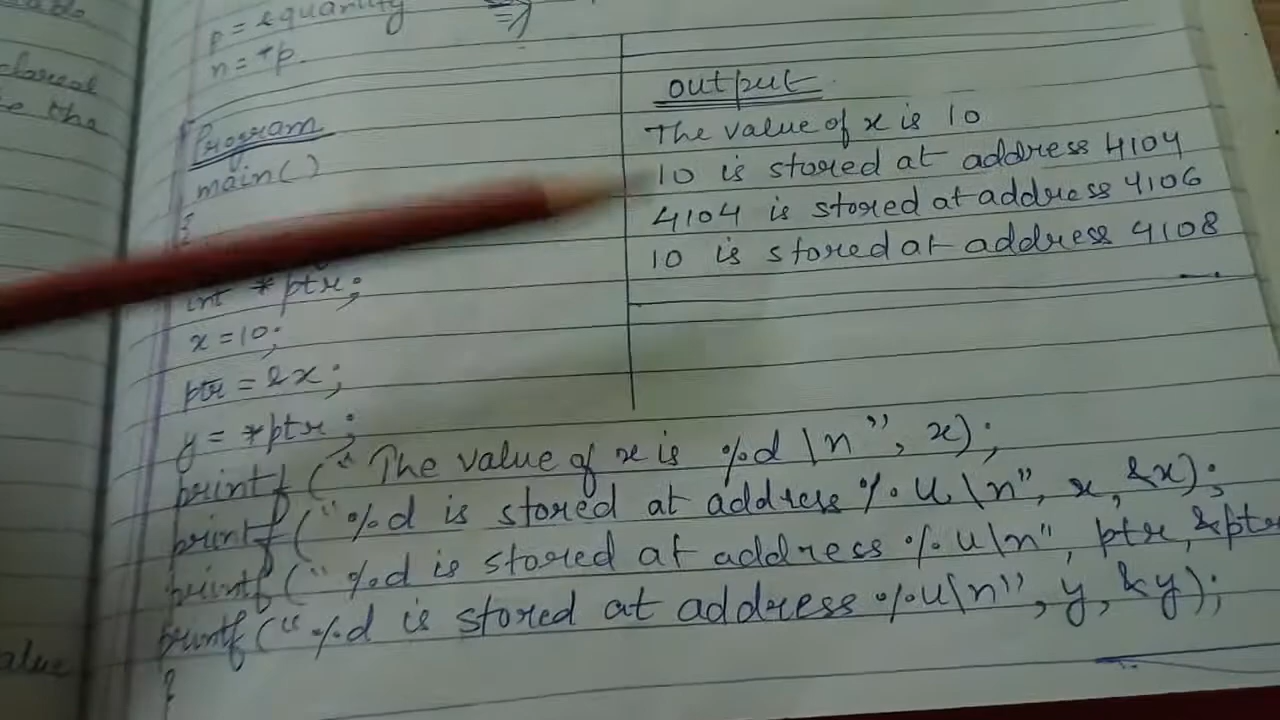 p = &quantity
n = *p.
Program
main()
{
int *ptr;
x = 10;
ptr = &x;
y = *ptr;
printf ("The value of x is %d \n", x);
printf ("%d is stored at address %u \n", x, &x);
printf ("%d is stored at address %u \n", ptr, &ptr
printf ("%d is stored at address %u \n", y, &y);
}
output
The value of x is 10
10 is stored at address 4104
4104 is stored at address 4106
10 is stored at address 4108
the